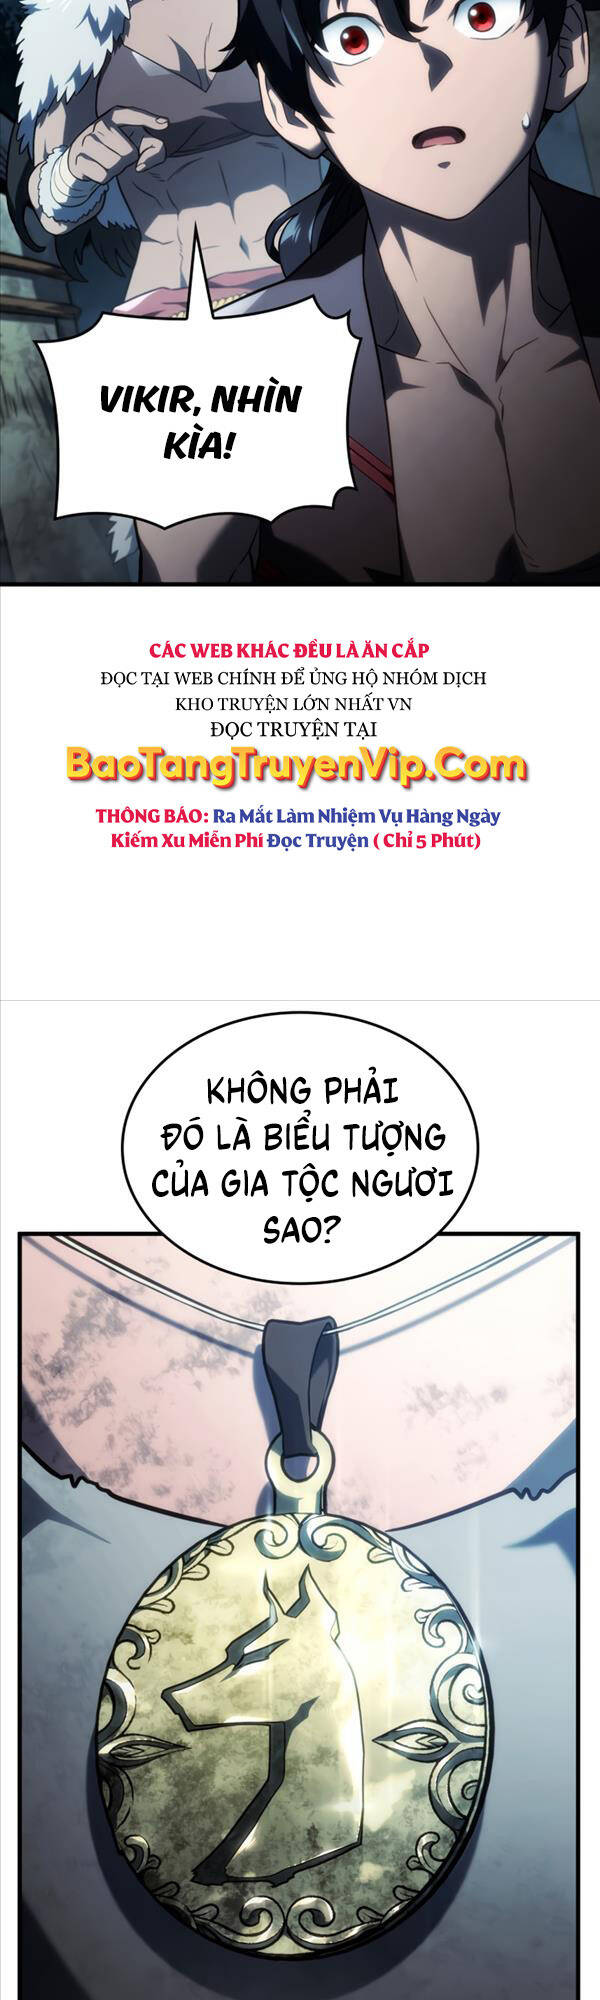 VIKIR, NHÌN
KÌA!
CÁC WEB KHÁC ĐỀU LÀ ĂN CẮP
ĐỌC TẠI WEB CHÍNH ĐỂ ỦNG HỘ NHÓM DỊCH
KHO TRUYỆN LỚN NHẤT VN
ĐỌC TRUYỆN TẠI
BaoTangTruyenVip.Com
THÔNG BÁO: Ra Mắt Làm Nhiệm Vụ Hàng Ngày
Kiếm Xu Miễn Phí Đọc Truyện ( Chỉ 5 Phút)
KHÔNG PHẢI
ĐÓ LÀ BIỂU TƯỢNG
CỦA GIA TỘC NGƯƠI
SAO?